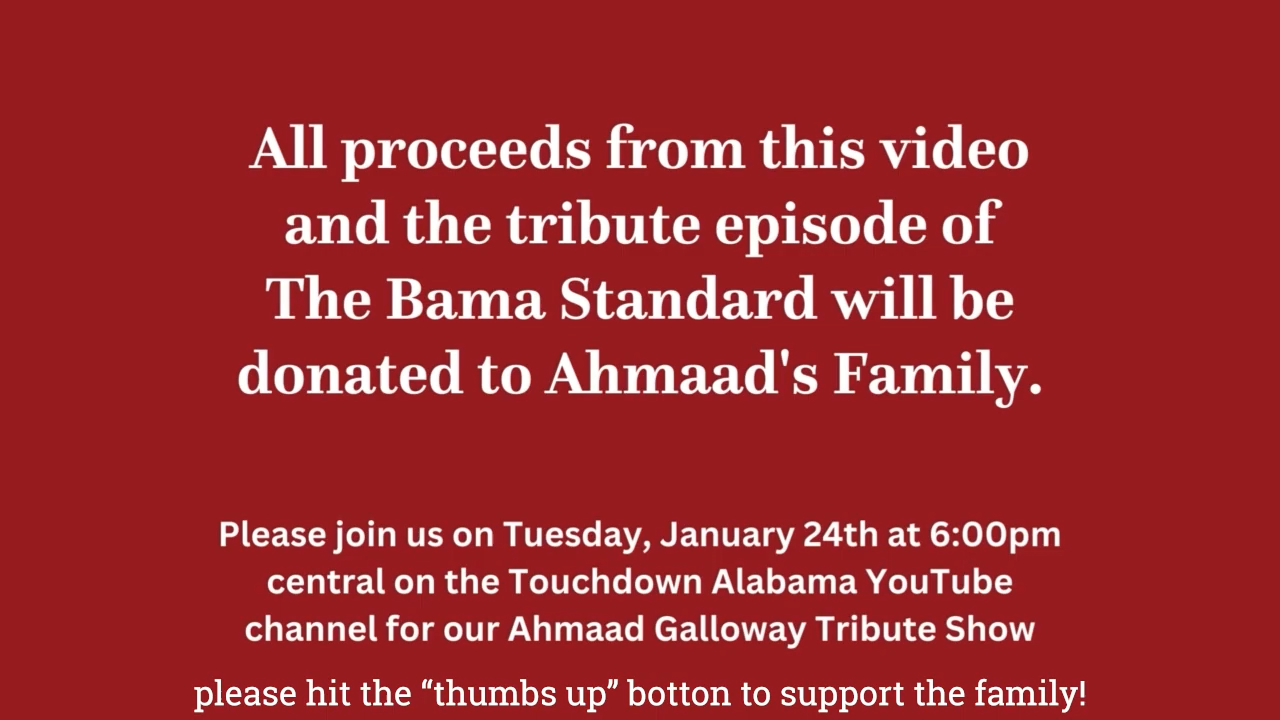 All proceeds from this video
and the tribute episode of
The Bama Standard will be
donated to Ahmaad's Family.
Please join us on Tuesday, January 24th at 6:00pm
central on the Touchdown Alabama YouTube
channel for our Ahmaad Galloway Tribute Show
please hit the “thumbs up” botton to support the family!